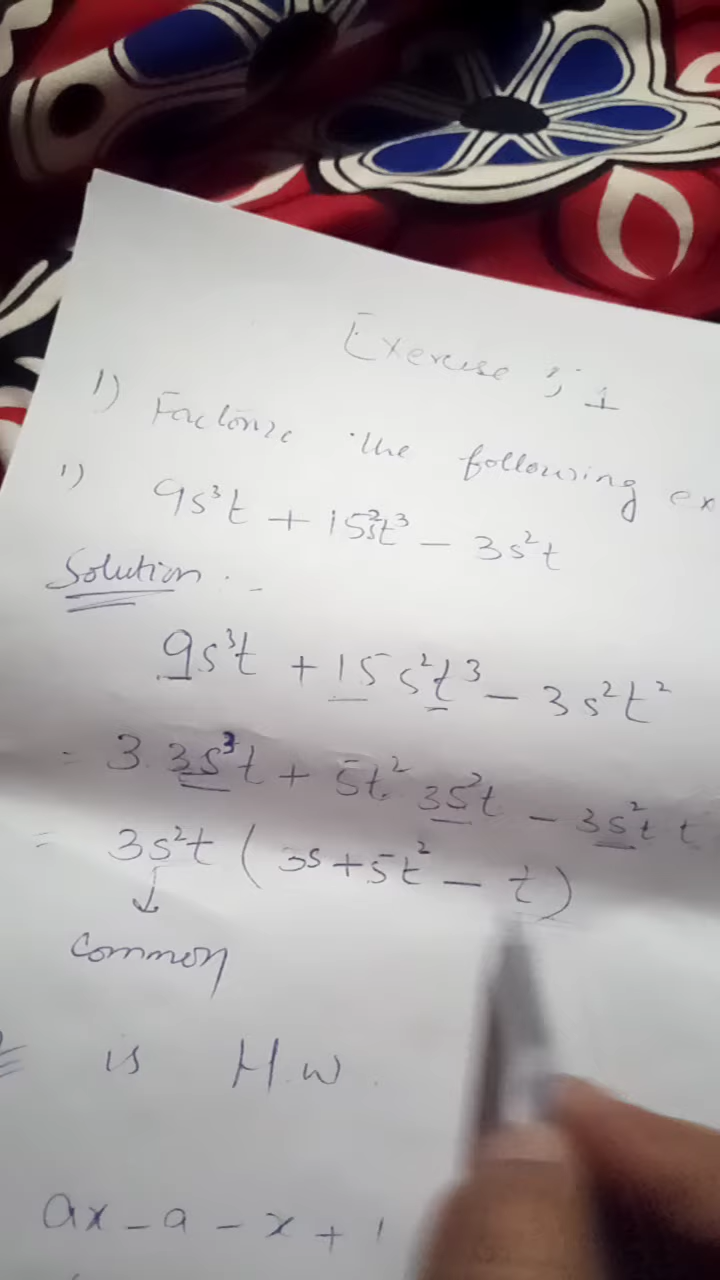 Exercise ; 1
1) Factorize the following ex
1) 9s³t + 15s²t³ - 3s²t
Solution :-
9s³t + 15s²t³ - 3s²t²
= 3.3s³t + 5t² 3s²t - 3s²t t
= 3s²t (3s + 5t² - t)
↓
common
is H.W.
ax - a - x + 1